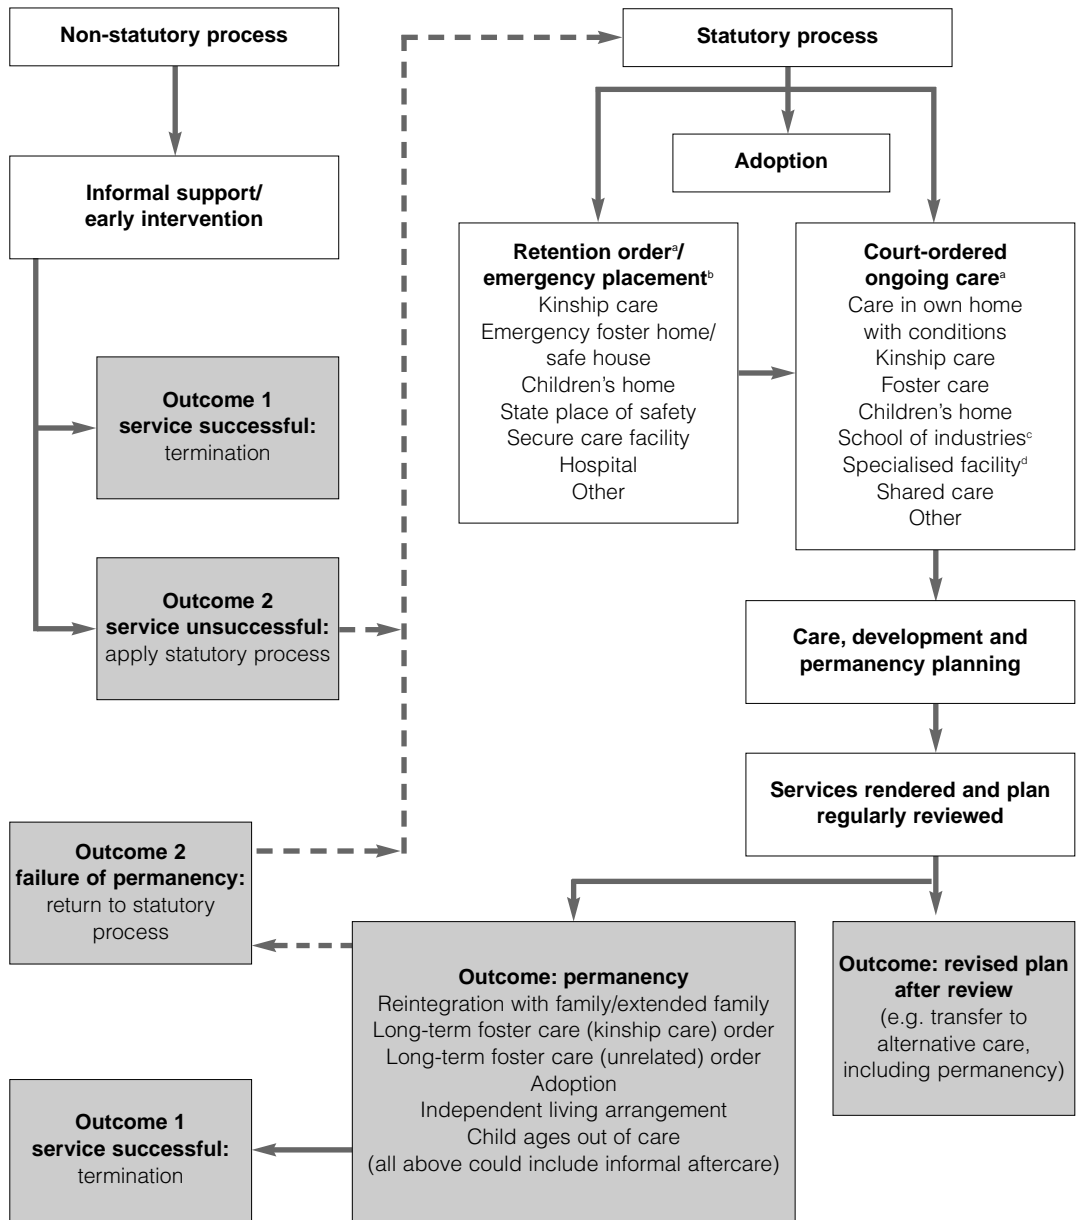 Non-statutory process
Informal support/
early intervention
Outcome 1
service successful:
termination
Outcome 2
service unsuccessful:
apply statutory process
Statutory process
Adoption
Retention orderᵃ/
emergency placementᵇ
Kinship care
Emergency foster home/
safe house
Children’s home
State place of safety
Secure care facility
Hospital
Other
Court-ordered
ongoing careᵃ
Care in own home
with conditions
Kinship care
Foster care
Children’s home
School of industriesᶜ
Specialised facilityᵈ
Shared care
Other
Care, development and
permanency planning
Services rendered and plan
regularly reviewed
Outcome 2
failure of permanency:
return to statutory
process
Outcome: permanency
Reintegration with family/extended family
Long-term foster care (kinship care) order
Long-term foster care (unrelated) order
Adoption
Independent living arrangement
Child ages out of care
(all above could include informal aftercare)
Outcome: revised plan
after review
(e.g. transfer to
alternative care,
including permanency)
Outcome 1
service successful:
termination